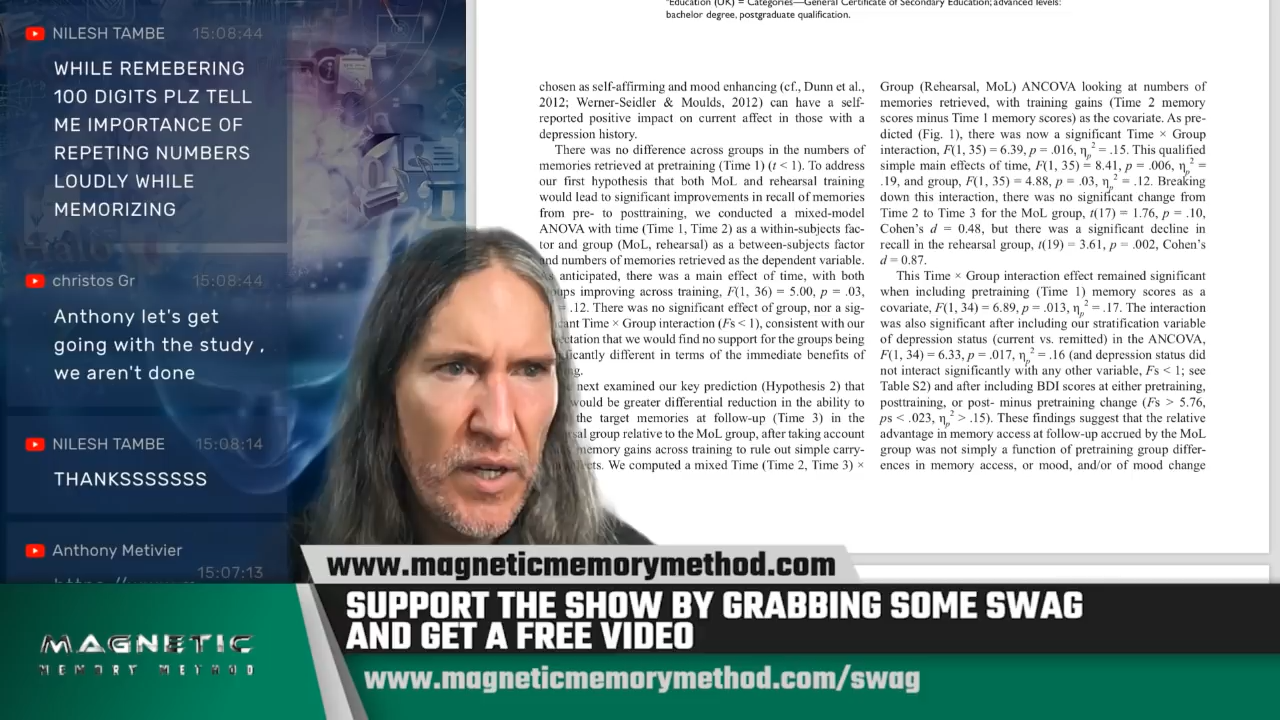 NILESH TAMBE 15:08:44
WHILE REMEBERING
100 DIGITS PLZ TELL
ME IMPORTANCE OF
REPETING NUMBERS
LOUDLY WHILE
MEMORIZING
christos Gr 15:08:44
Anthony let's get
going with the study ,
we aren't done
NILESH TAMBE 15:08:14
THANKSSSSSSS
Anthony Metivier
15:07:13
Education (UK) = Categories—General Certificate of Secondary Education; advanced levels:
bachelor degree, postgraduate qualification.
chosen as self-affirming and mood enhancing (cf., Dunn et al.,
2012; Werner-Seidler & Moulds, 2012) can have a self-
reported positive impact on current affect in those with a
depression history.
There was no difference across groups in the numbers of
memories retrieved at pretraining (Time 1) (t < 1). To address
our first hypothesis that both MoL and rehearsal training
would lead to significant improvements in recall of memories
from pre- to posttraining, we conducted a mixed-model
ANOVA with time (Time 1, Time 2) as a within-subjects fac-
tor and group (MoL, rehearsal) as a between-subjects factor
and numbers of memories retrieved as the dependent variable.
anticipated, there was a main effect of time, with both
improving across training, F(1, 36) = 5.00, p = .03,
= .12. There was no significant effect of group, nor a sig-
Time × Group interaction (Fs < 1), consistent with our
that we would find no support for the groups being
different in terms of the immediate benefits of
next examined our key prediction (Hypothesis 2) that
would be greater differential reduction in the ability to
the target memories at follow-up (Time 3) in the
group relative to the MoL group, after taking account
memory gains across training to rule out simple carry-
We computed a mixed Time (Time 2, Time 3) ×
Group (Rehearsal, MoL) ANCOVA looking at numbers of
memories retrieved, with training gains (Time 2 memory
scores minus Time 1 memory scores) as the covariate. As pre-
dicted (Fig. 1), there was now a significant Time × Group
interaction, F(1, 35) = 6.39, p = .016, ηp² = .15. This qualified
simple main effects of time, F(1, 35) = 8.41, p = .006, ηp² =
.19, and group, F(1, 35) = 4.88, p = .03, ηp² = .12. Breaking
down this interaction, there was no significant change from
Time 2 to Time 3 for the MoL group, t(17) = 1.76, p = .10,
Cohen's d = 0.48, but there was a significant decline in
recall in the rehearsal group, t(19) = 3.61, p = .002, Cohen's
d = 0.87.
This Time × Group interaction effect remained significant
when including pretraining (Time 1) memory scores as a
covariate, F(1, 34) = 6.89, p = .013, ηp² = .17. The interaction
was also significant after including our stratification variable
of depression status (current vs. remitted) in the ANCOVA,
F(1, 34) = 6.33, p = .017, ηp² = .16 (and depression status did
not interact significantly with any other variable, Fs < 1; see
Table S2) and after including BDI scores at either pretraining,
posttraining, or post- minus pretraining change (Fs > 5.76,
ps < .023, ηp² > .15). These findings suggest that the relative
advantage in memory access at follow-up accrued by the MoL
group was not simply a function of pretraining group differ-
ences in memory access, or mood, and/or of mood change
www.magneticmemorymethod.com
SUPPORT THE SHOW BY GRABBING SOME SWAG
AND GET A FREE VIDEO
www.magneticmemorymethod.com/swag
MAGNETIC
MEMORY METHOD